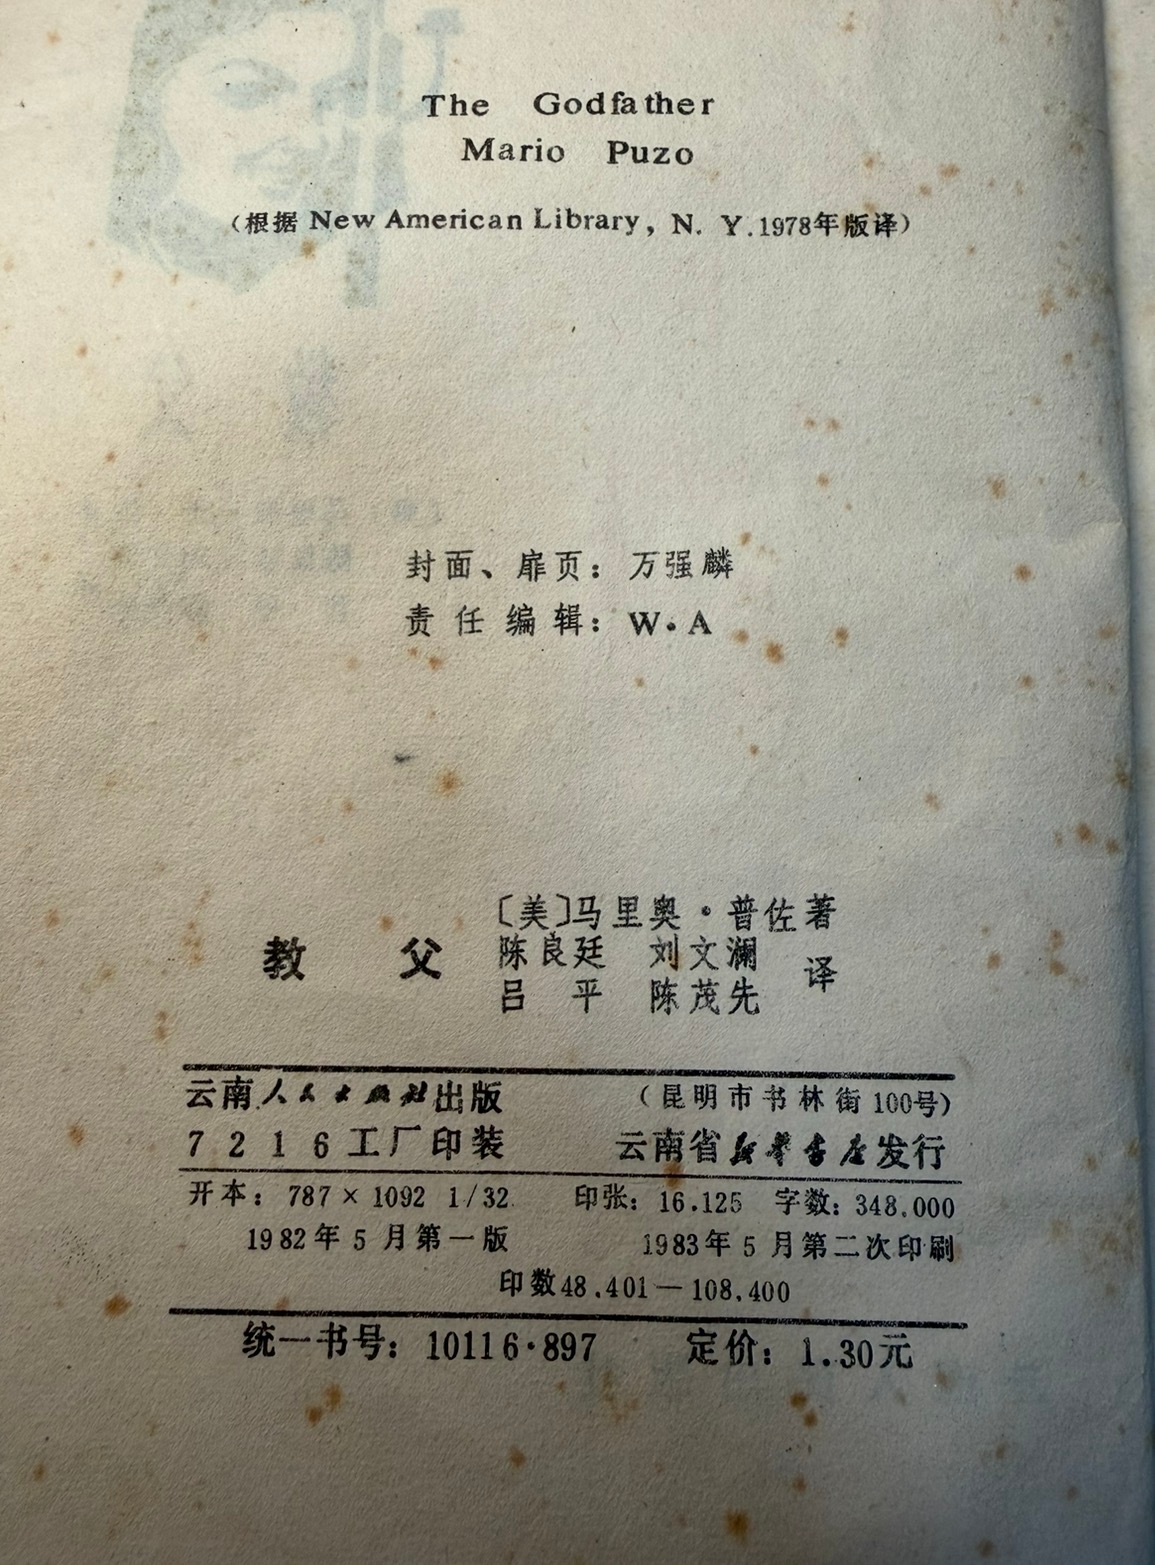 The Godfather
Mario Puzo
（根据 New American Library, N. Y.1978年版译）
封面、扉页：万强麟
责任编辑：W·A
教父
〔美〕马里奥·普佐著
陈良廷 刘文澜
吕平 陈茂先
译
云南人民出版社出版 （昆明市书林街100号）
7216工厂印装 云南省新华书店发行
开本：787×1092 1/32 印张：16.125 字数：348.000
1982年5月第一版 1983年5月第二次印刷
印数48.401—108.400
统一书号：10116·897 定价：1.30元